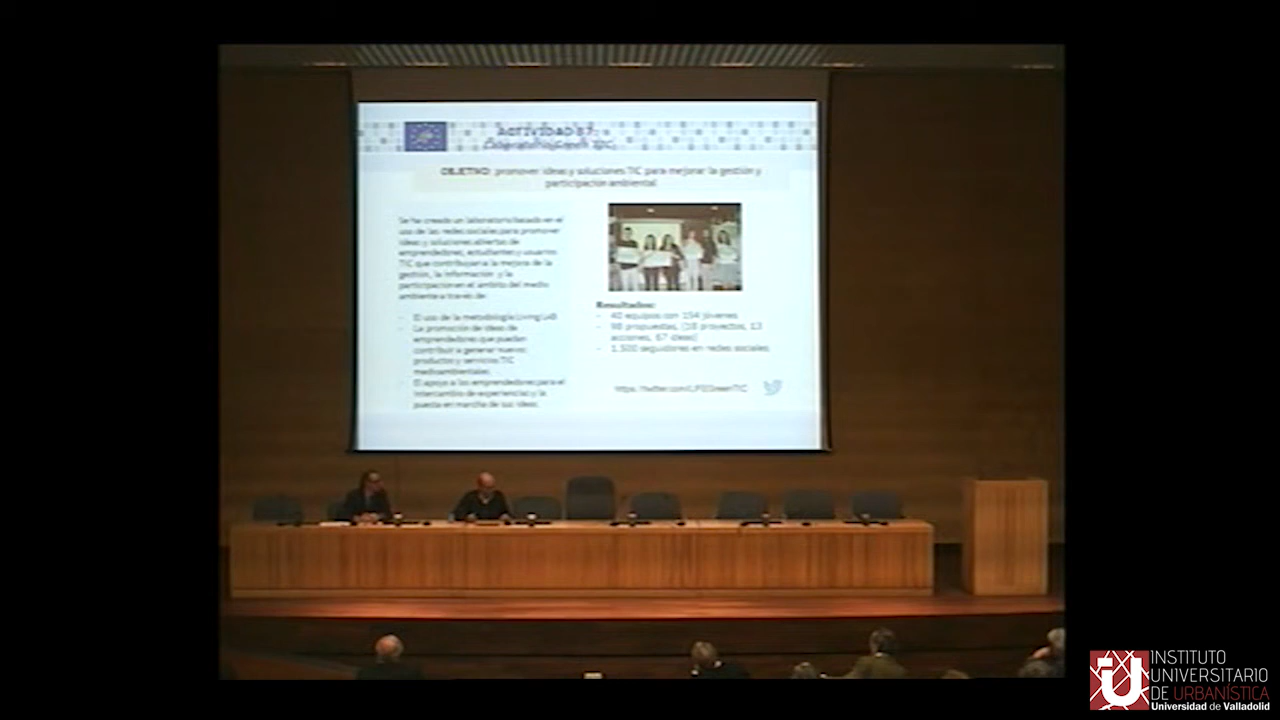 ACTIVIDAD B7:
OBJETIVO: promover ideas y soluciones TIC para mejorar la gestión y
participación ambiental
Se ha creado un laboratorio basado en el
uso de las redes sociales para promover
ideas y soluciones abiertas de
emprendedores, estudiantes y usuarios
TIC que contribuyan a la mejora de la
gestión, la información y la
participación en el ámbito del medio
ambiente a través de:
- El uso de la metodología Living Lab
- La promoción de ideas de
emprendedores que puedan
contribuir a generar nuevos
productos y servicios TIC
medioambientales.
- El apoyo a los emprendedores para el
intercambio de experiencias y la
puesta en marcha de sus ideas.
Resultados:
- 40 equipos con 154 jóvenes
- 98 propuestas, (18 proyectos, 13
acciones, 67 ideas)
- 1.500 seguidores en redes sociales
https://twitter.com/LIFEGreenTIC
INSTITUTO
UNIVERSITARIO
DE URBANÍSTICA
Universidad de Valladolid